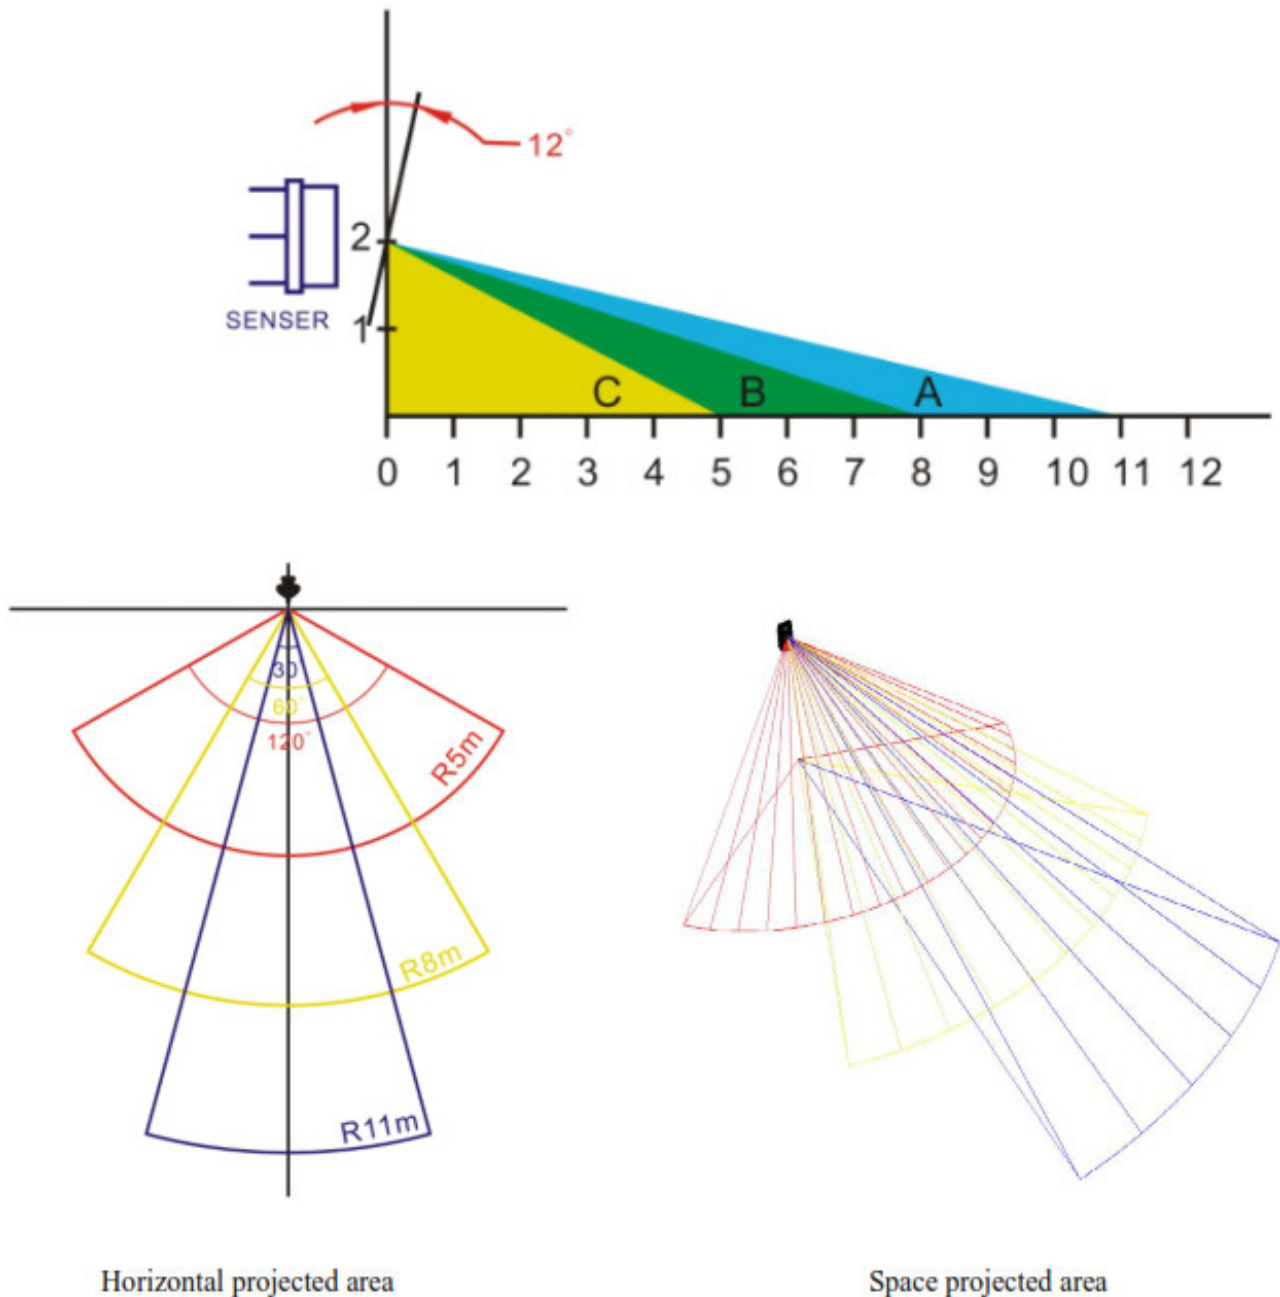 12°
2
SENSER
1
C B A
0 1 2 3 4 5 6 7 8 9 10 11 12
30
60°
120°
R5m
R8m
R11m
Horizontal projected area
Space projected area